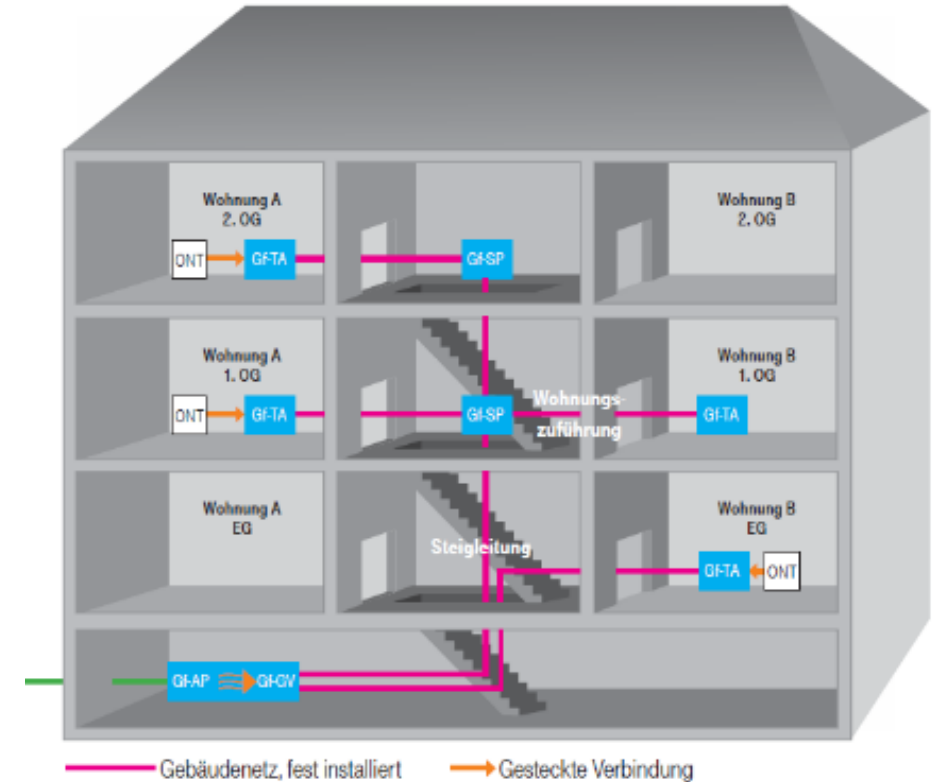 Wohnung A
2. OG
Wohnung B
2. OG
ONT
Gf-TA
Gf-SP
Wohnung A
1. OG
Wohnung B
1. OG
ONT
Gf-TA
Gf-SP
Wohnungs-
zuführung
Gf-TA
Wohnung A
EG
Wohnung B
EG
Steigleitung
Gf-TA
ONT
Gf-AP
Gf-GV
Gebäudenetz, fest installiert
Gesteckte Verbindung